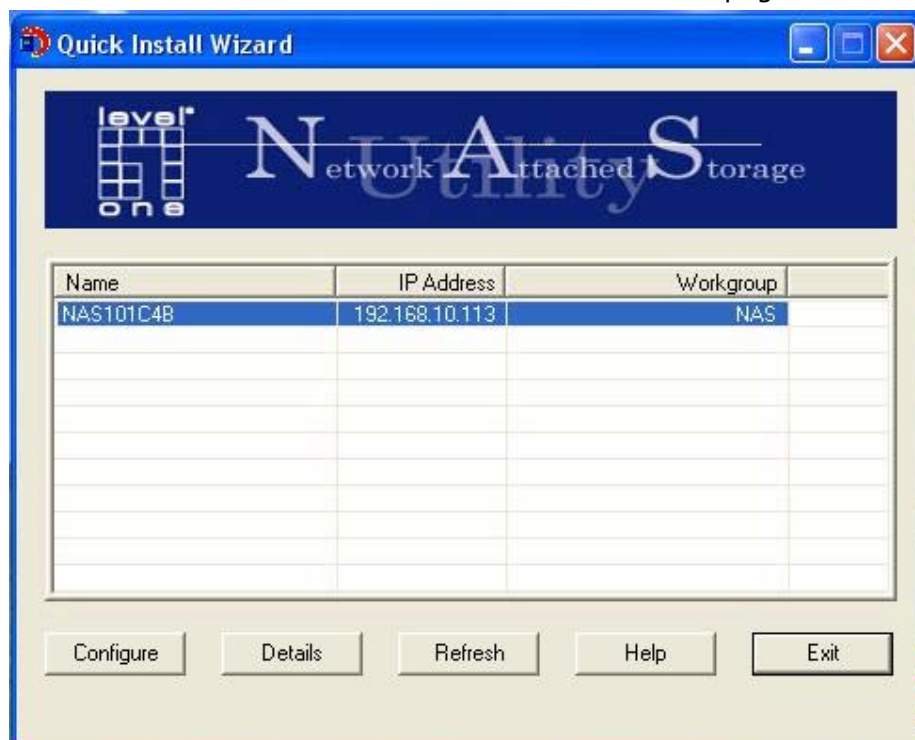 Quick Install Wizard
level one
Network Attached Storage
Utility
Name IP Address Workgroup
NAS101C4B 192.168.10.113 NAS
Configure Details Refresh Help Exit